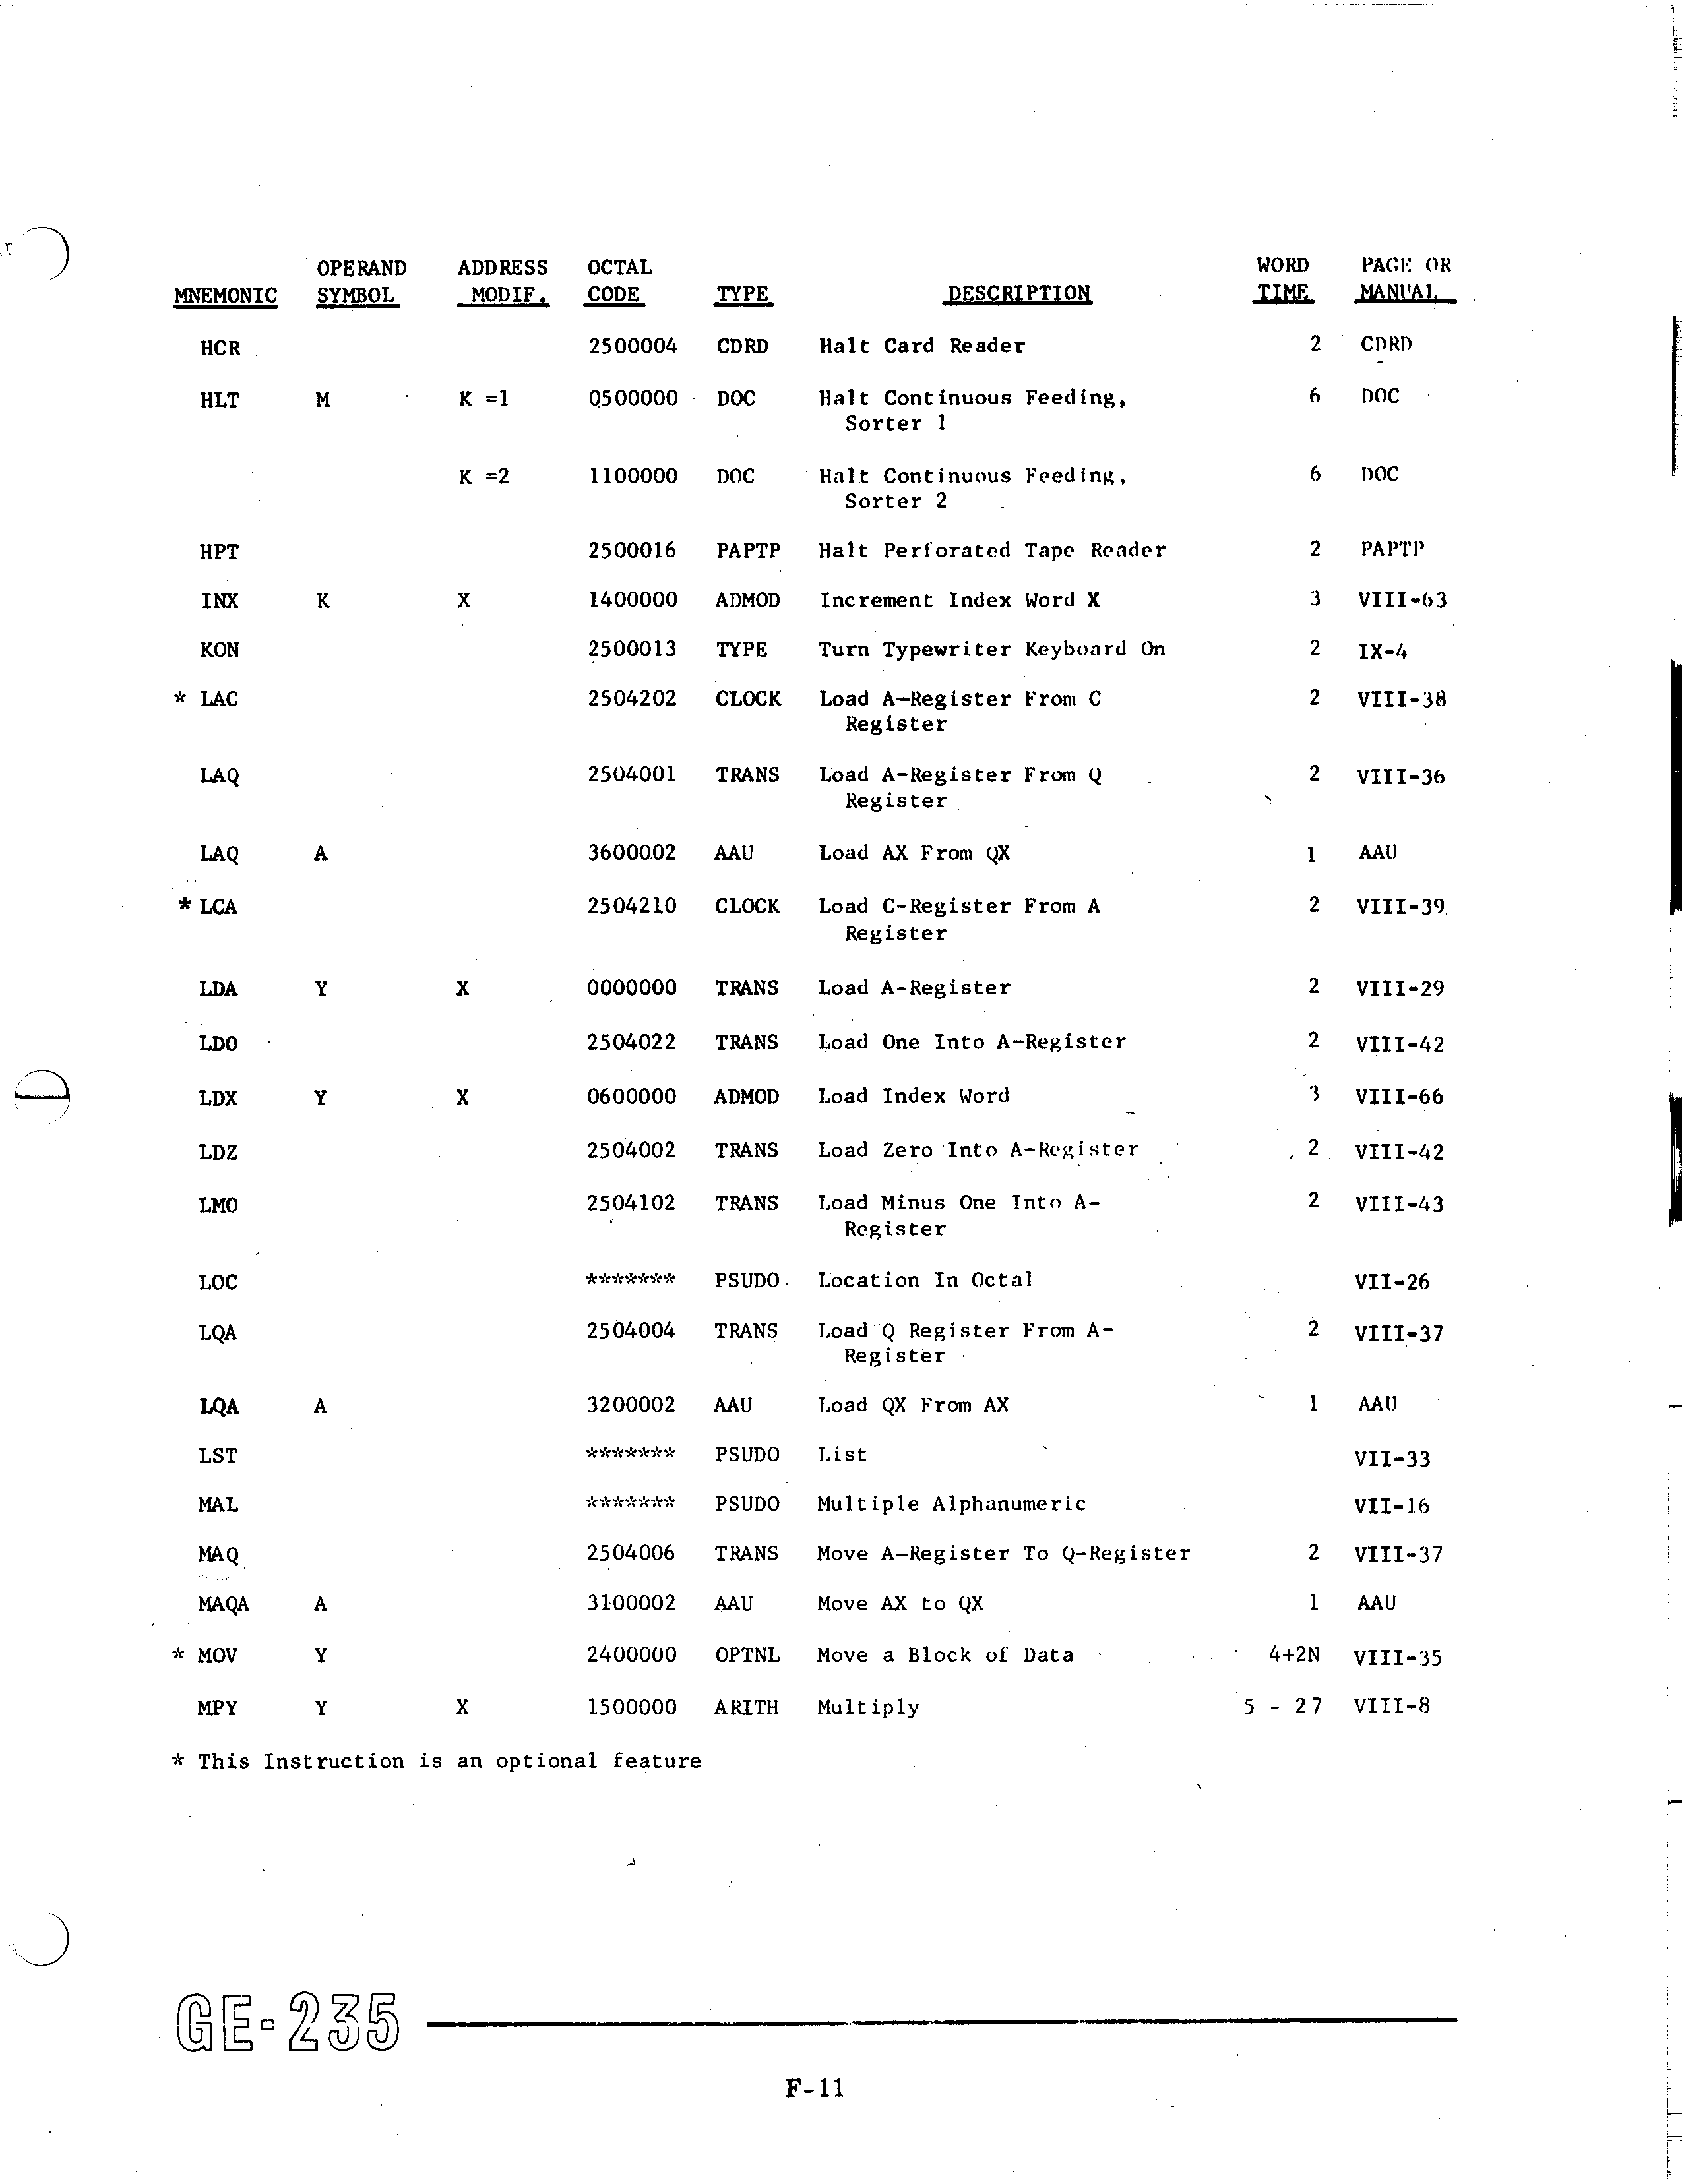 OPERAND ADDRESS OCTAL WORD PAGE OR
MNEMONIC SYMBOL MODIF. CODE TYPE DESCRIPTION TIME MANUAL
HCR 2500004 CDRD Halt Card Reader 2 CDRD
HLT M K =1 0500000 DOC Halt Continuous Feeding, 6 DOC
Sorter 1
K =2 1100000 DOC Halt Continuous Feeding, 6 DOC
Sorter 2
HPT 2500016 PAPTP Halt Perforated Tape Reader 2 PAPTP
INX K X 1400000 ADMOD Increment Index Word X 3 VIII-63
KON 2500013 TYPE Turn Typewriter Keyboard On 2 IX-4
* LAC 2504202 CLOCK Load A-Register From C 2 VIII-38
Register
LAQ 2504001 TRANS Load A-Register From Q 2 VIII-36
Register
LAQ A 3600002 AAU Load AX From QX 1 AAU
* LCA 2504210 CLOCK Load C-Register From A 2 VIII-39
Register
LDA Y X 0000000 TRANS Load A-Register 2 VIII-29
LDO 2504022 TRANS Load One Into A-Register 2 VIII-42
LDX Y X 0600000 ADMOD Load Index Word 3 VIII-66
LDZ 2504002 TRANS Load Zero Into A-Register 2 VIII-42
LMO 2504102 TRANS Load Minus One Into A- 2 VIII-43
Register
LOC ******* PSUDO Location In Octal VII-26
LQA 2504004 TRANS Load Q Register From A- 2 VIII-37
Register
LQA A 3200002 AAU Load QX From AX 1 AAU
LST ******* PSUDO List VII-33
MAL ******* PSUDO Multiple Alphanumeric VII-16
MAQ 2504006 TRANS Move A-Register To Q-Register 2 VIII-37
MAQA A 3100002 AAU Move AX to QX 1 AAU
* MOV Y 2400000 OPTNL Move a Block of Data 4+2N VIII-35
MPY Y X 1500000 ARITH Multiply 5 - 27 VIII-8
* This Instruction is an optional feature
GE-235
F-11